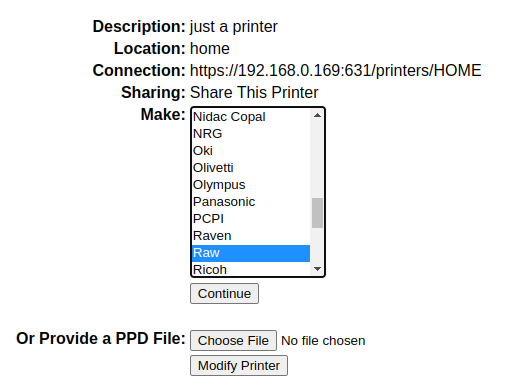 Description: just a printer
Location: home
Connection: https://192.168.0.169:631/printers/HOME
Sharing: Share This Printer
Make:
Nidac Copal
NRG
Oki
Olivetti
Olympus
Panasonic
PCPI
Raven
Raw
Ricoh
Continue
Or Provide a PPD File: Choose File No file chosen
Modify Printer